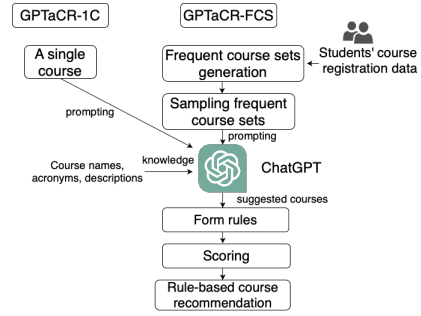 GPTaCR-1C
GPTaCR-FCS
A single
course
Frequent course sets
generation
Students' course
registration data
Sampling frequent
course sets
prompting
prompting
Course names,
acronyms, descriptions
knowledge
ChatGPT
suggested courses
Form rules
Scoring
Rule-based course
recommendation